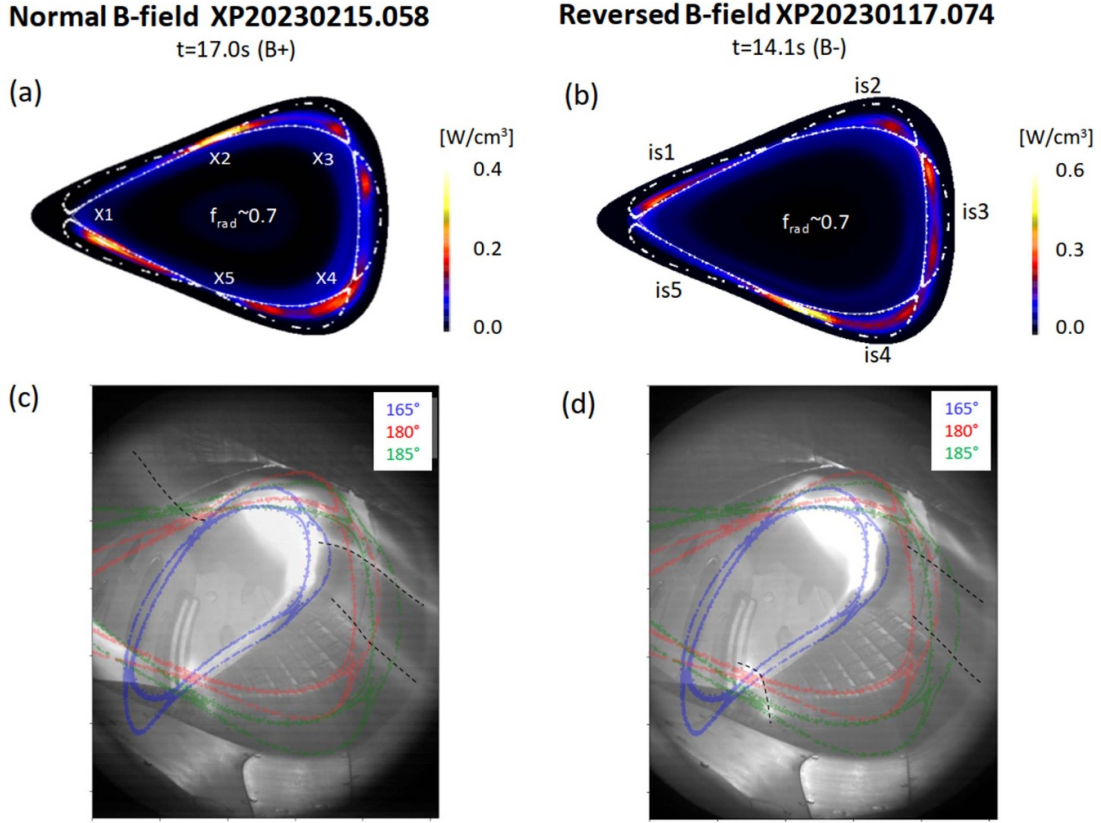 Normal B-field XP20230215.058
t=17.0s (B+)
Reversed B-field XP20230117.074
t=14.1s (B-)
(a)
X1
X2
X3
X4
X5
f_rad~0.7
[W/cm³]
0.4
0.2
0.0
(b)
is1
is2
is3
is4
is5
f_rad~0.7
[W/cm³]
0.6
0.3
0.0
(c)
165°
180°
185°
(d)
165°
180°
185°